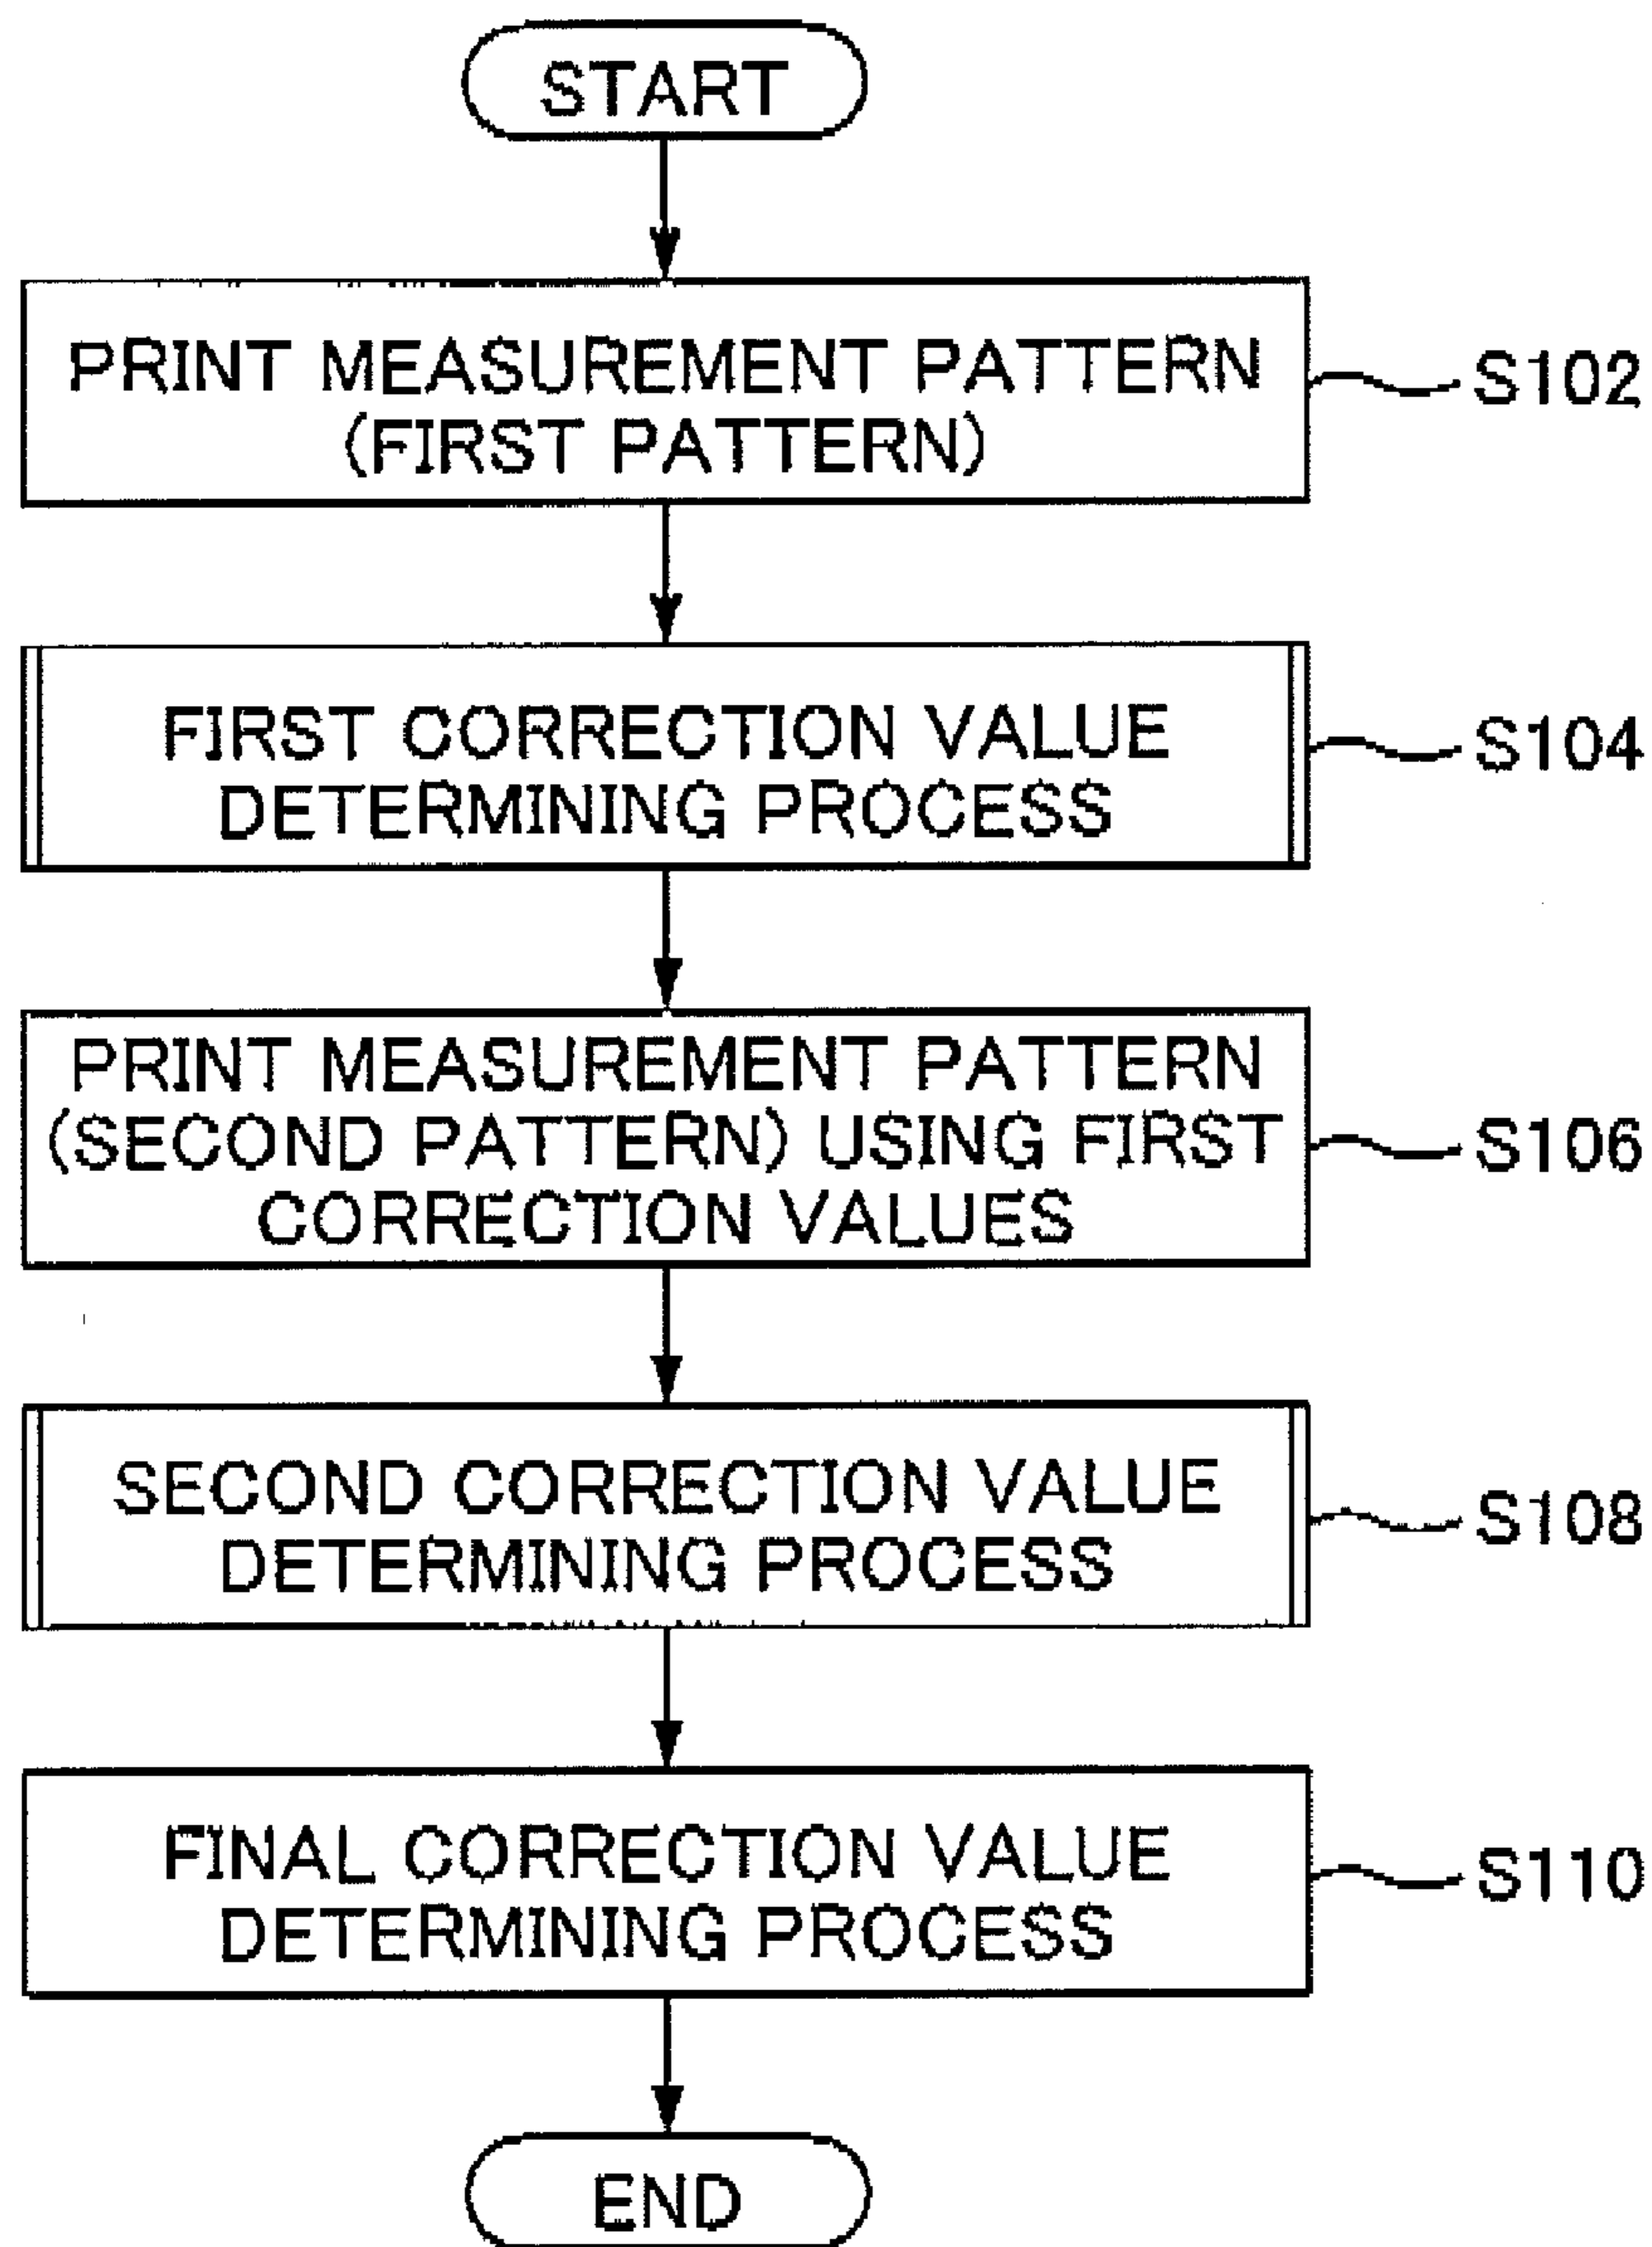 START
PRINT MEASUREMENT PATTERN
(FIRST PATTERN)
S102
FIRST CORRECTION VALUE
DETERMINING PROCESS
S104
PRINT MEASUREMENT PATTERN
(SECOND PATTERN) USING FIRST
CORRECTION VALUES
S106
SECOND CORRECTION VALUE
DETERMINING PROCESS
S108
FINAL CORRECTION VALUE
DETERMINING PROCESS
S110
END